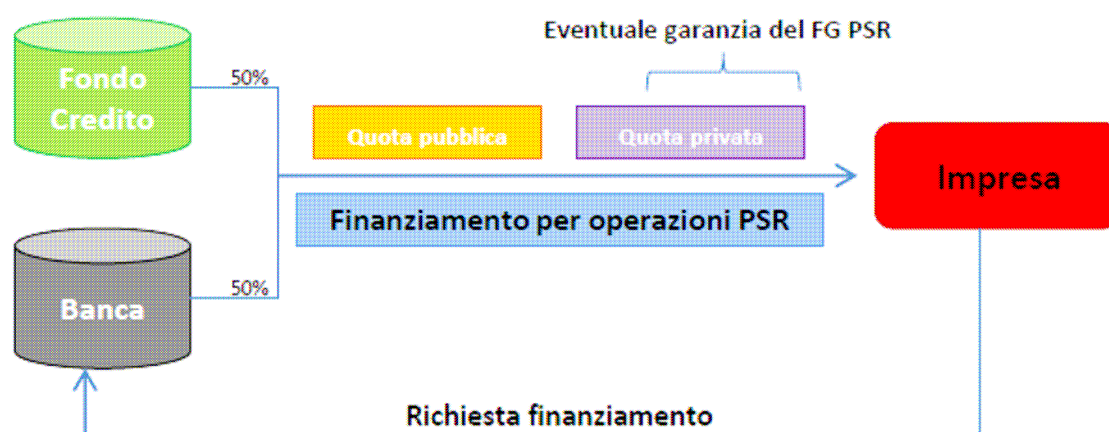 Eventuale garanzia del FG PSR
Fondo
Credito
50%
Quota pubblica
Quota privata
Impresa
Finanziamento per operazioni PSR
Banca
50%
Richiesta finanziamento